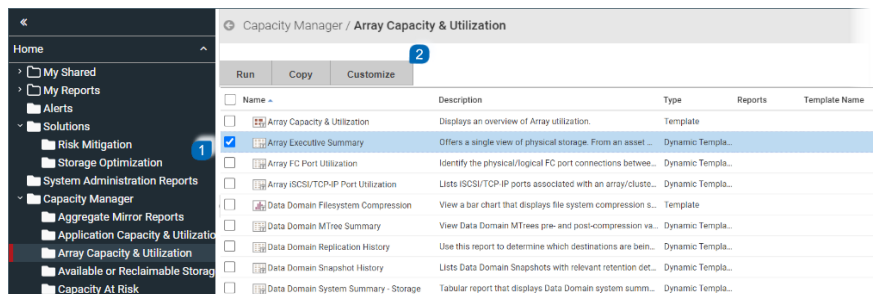 «
Home
My Shared
My Reports
Alerts
Solutions
Risk Mitigation
1
Storage Optimization
System Administration Reports
Capacity Manager
Aggregate Mirror Reports
Application Capacity & Utilizatio
Array Capacity & Utilization
Available or Reclaimable Storag
Capacity At Risk
Capacity Manager / Array Capacity & Utilization
2
Run Copy Customize
Name Description Type Reports Template Name
Array Capacity & Utilization Displays an overview of Array utilization. Template
Array Executive Summary Offers a single view of physical storage. From an asset ... Dynamic Templa...
Array FC Port Utilization Identify the physical/logical FC port connections betwee... Dynamic Templa...
Array iSCSI/TCP-IP Port Utilization Lists iSCSI/TCP-IP ports associated with an array/cluste... Dynamic Templa...
Data Domain Filesystem Compression View a bar chart that displays file system compression s... Template
Data Domain MTree Summary View Data Domain MTrees pre- and post-compression va... Dynamic Templa...
Data Domain Replication History Use this report to determine which destinations are bein... Dynamic Templa...
Data Domain Snapshot History Lists Data Domain Snapshots with relevant retention det... Dynamic Templa...
Data Domain System Summary - Storage Tabular report that displays Data Domain system summ... Dynamic Templa...